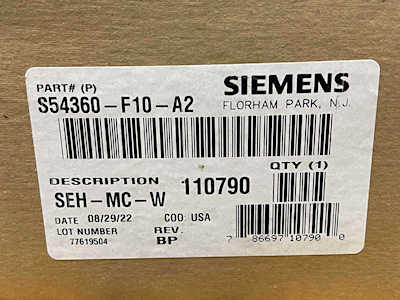 PART# (P) SIEMENS
S54360-F10-A2 FLORHAM PARK, N.J.
QTY (1)
DESCRIPTION 110790
SEH-MC-W
DATE 08/29/22 COO USA
LOT NUMBER REV.
77619504 BP
7 86697 10790 0